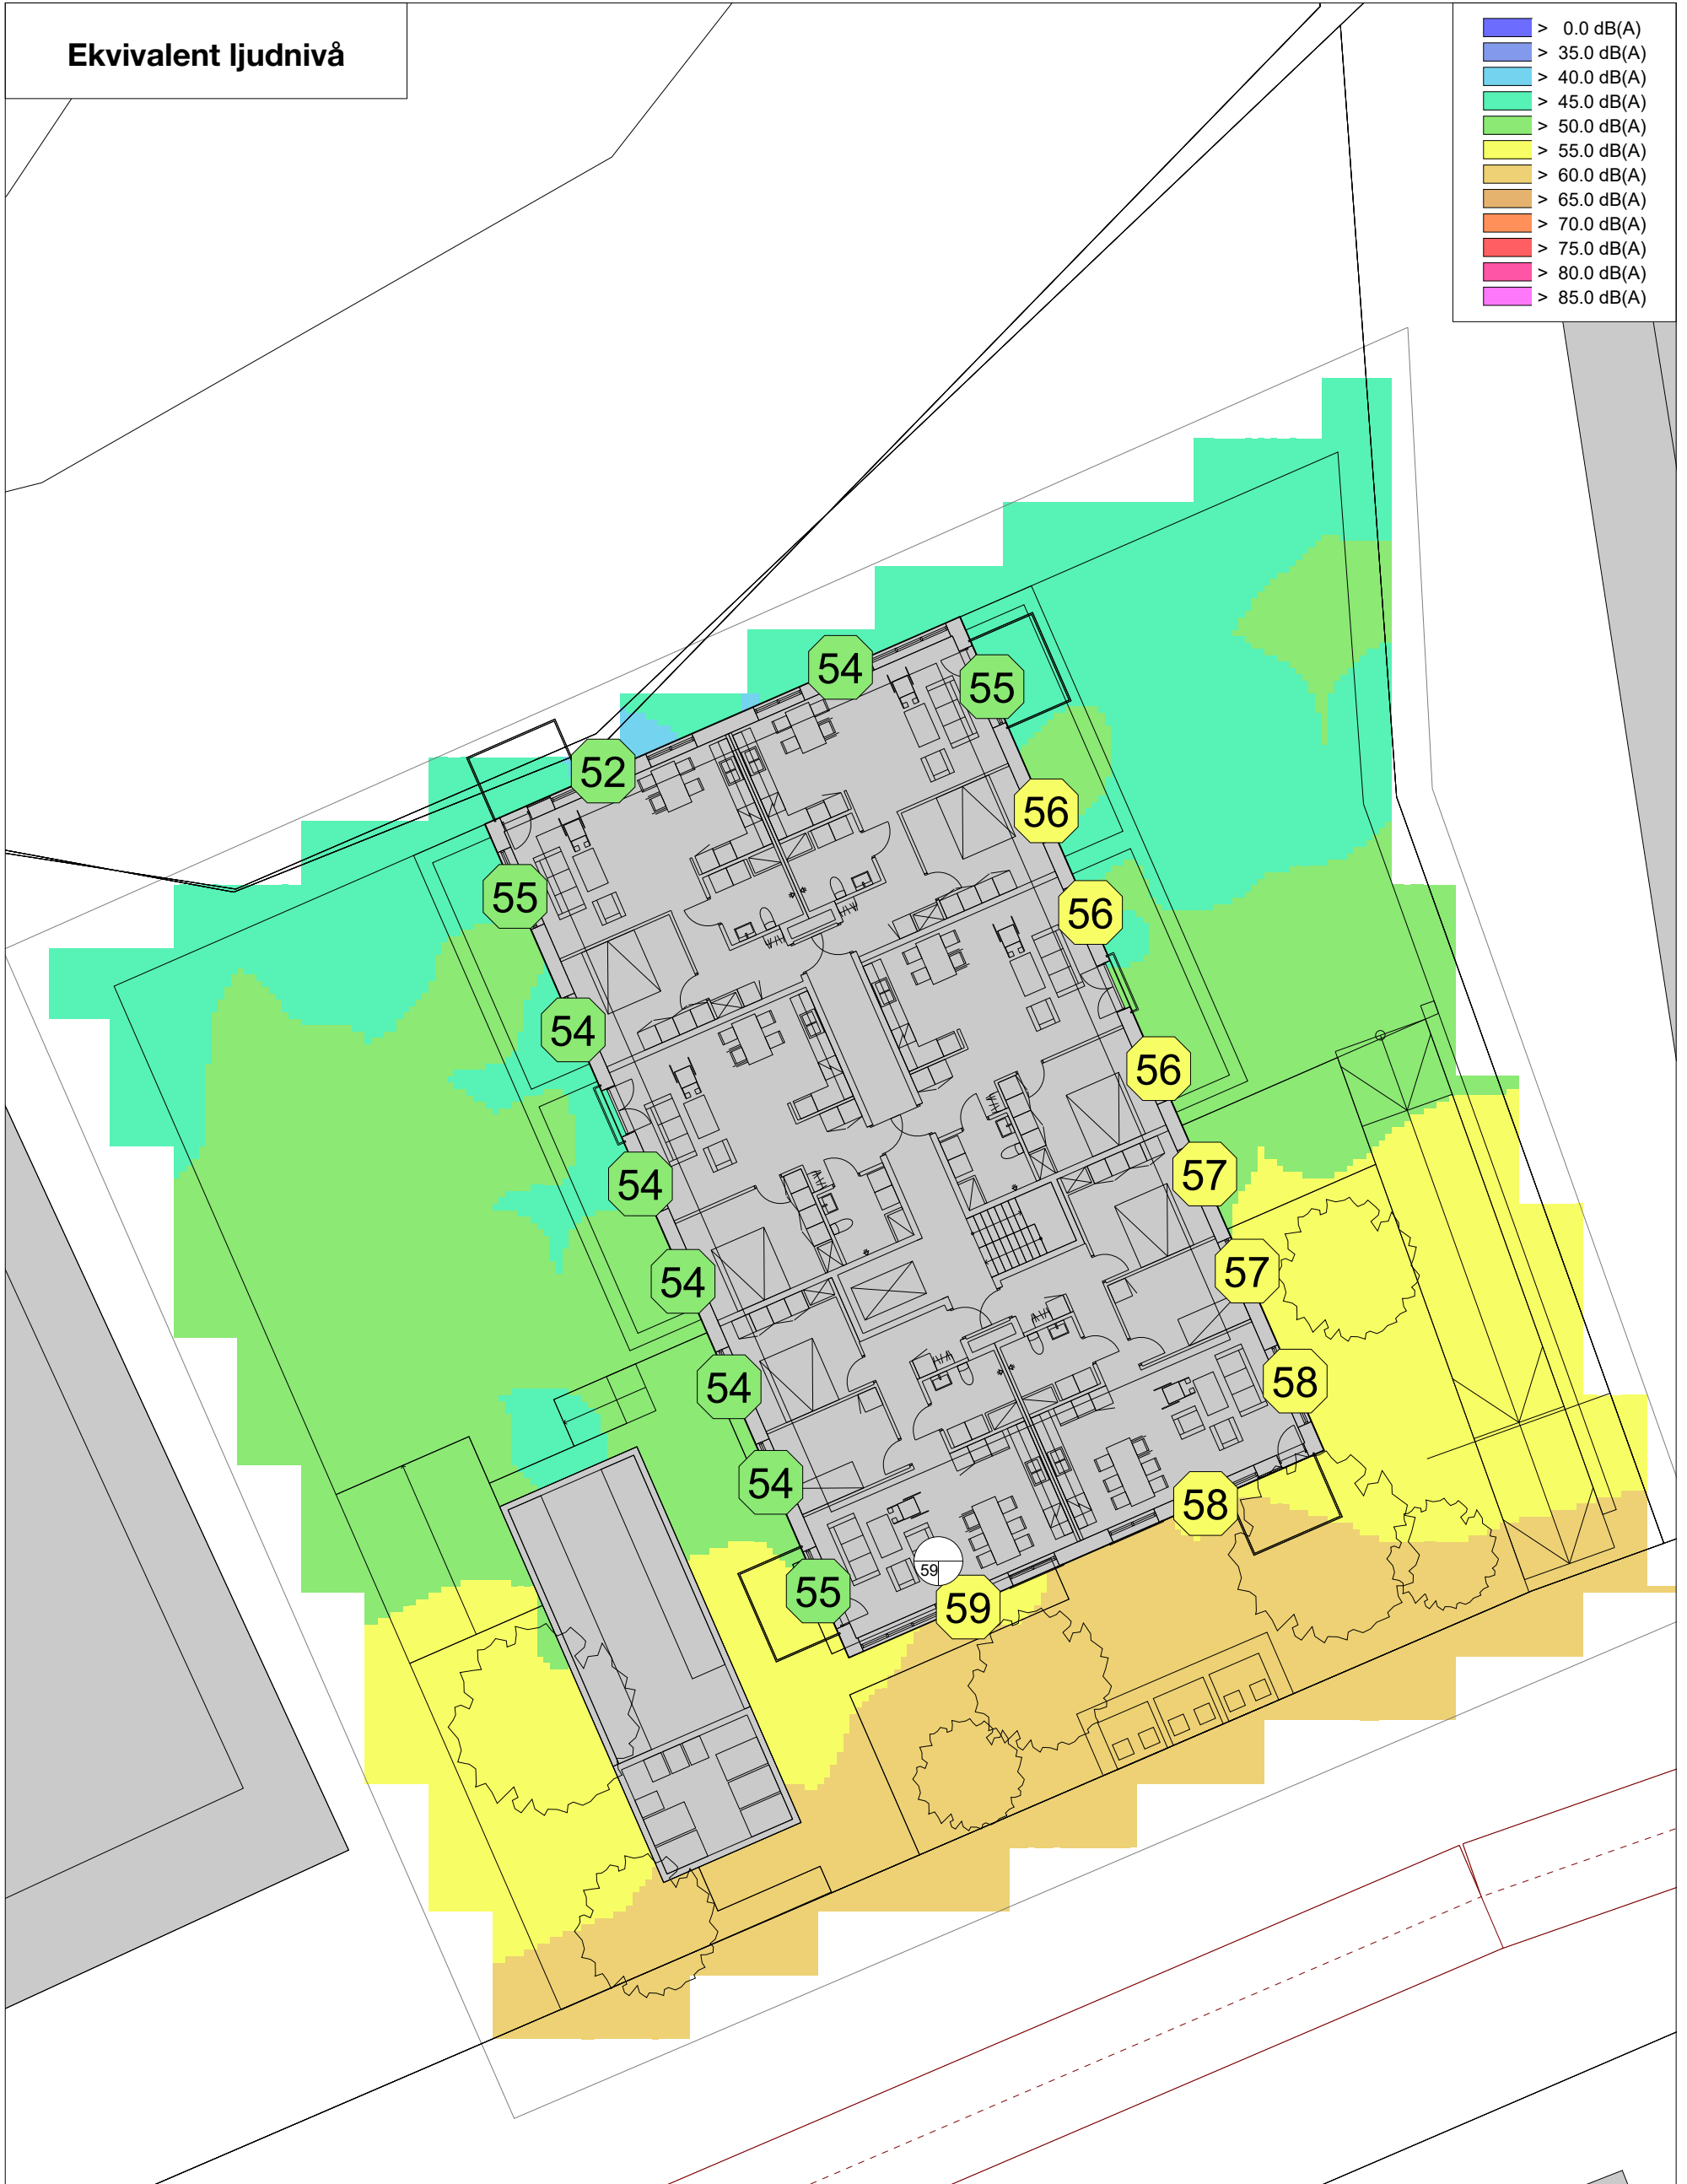 Ekvivalent ljudnivå
> 0.0 dB(A)
> 35.0 dB(A)
> 40.0 dB(A)
> 45.0 dB(A)
> 50.0 dB(A)
> 55.0 dB(A)
> 60.0 dB(A)
> 65.0 dB(A)
> 70.0 dB(A)
> 75.0 dB(A)
> 80.0 dB(A)
> 85.0 dB(A)
54
55
52
56
55
56
54
56
54
57
54
57
54
58
54
58
59
55
59